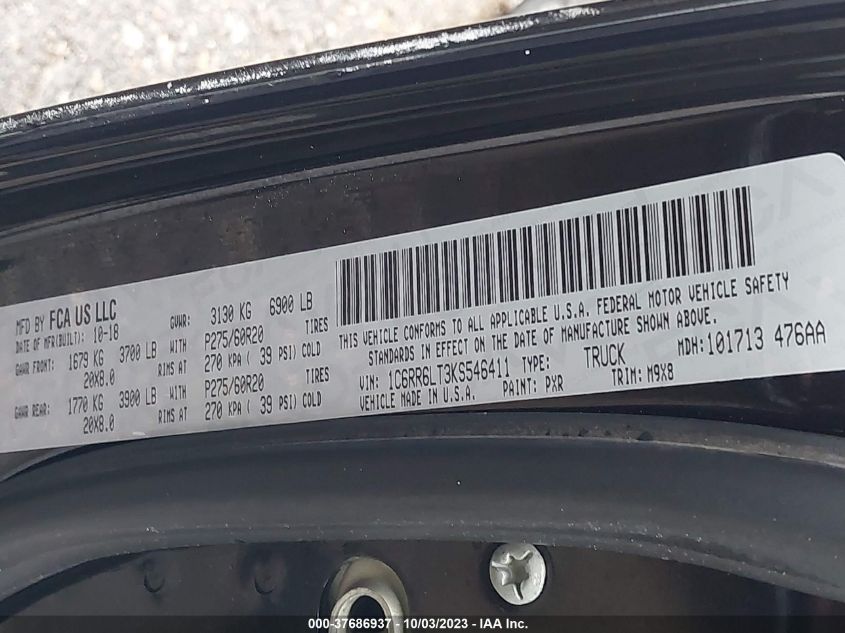 MFD BY FCA US LLC
DATE OF MFR(BUILT): 10-18 GVWR: 3130 KG 6900 LB
GAWR FRONT: 1679 KG 3700 LB WITH P275/60R20 TIRES
20X8.0 RIMS AT 270 KPA ( 39 PSI) COLD
GAWR REAR: 1770 KG 3900 LB WITH P275/60R20 TIRES
20X8.0 RIMS AT 270 KPA ( 39 PSI) COLD
THIS VEHICLE CONFORMS TO ALL APPLICABLE U.S.A. FEDERAL MOTOR VEHICLE SAFETY
STANDARDS IN EFFECT ON THE DATE OF MANUFACTURE SHOWN ABOVE.
VIN: 1C6RR6LT3KS546411 TYPE: TRUCK MDH: 101713 476AA
VEHICLE MADE IN U.S.A. PAINT: PXR TRIM: M9X8
000-37686937 - 10/03/2023 - IAA Inc.